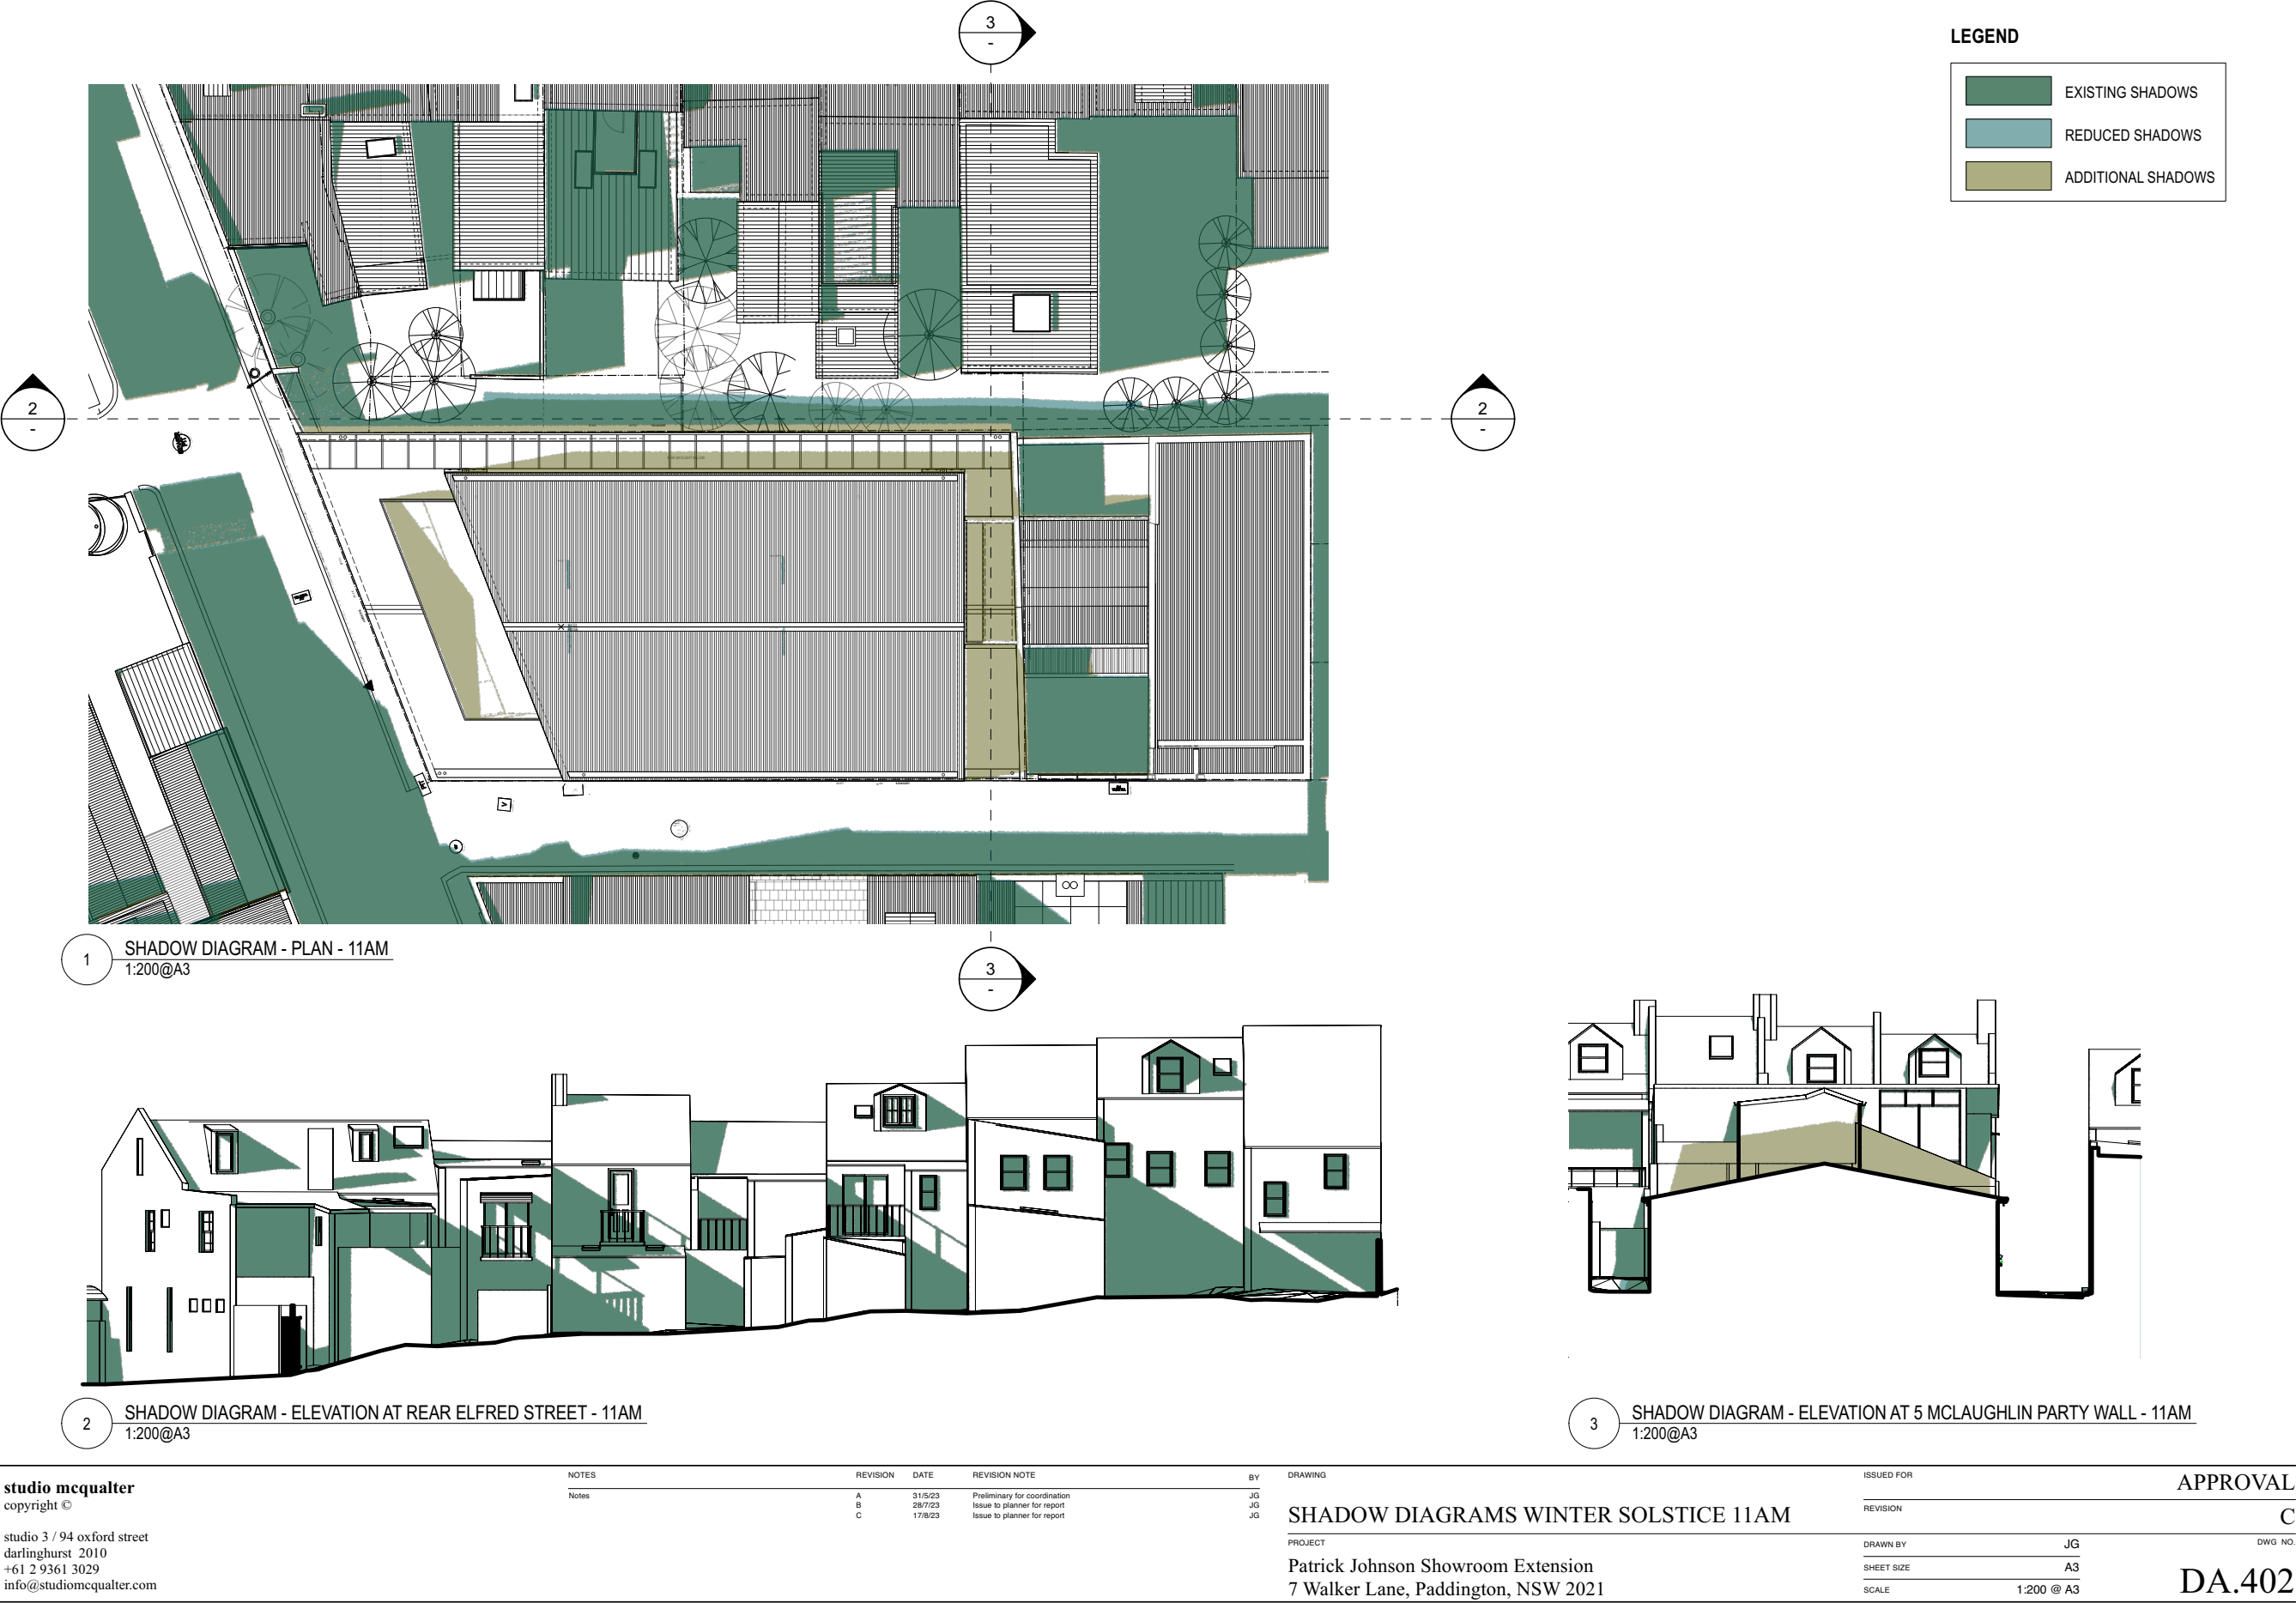 3
-
LEGEND
EXISTING SHADOWS
REDUCED SHADOWS
ADDITIONAL SHADOWS
2
-
2
-
1
SHADOW DIAGRAM - PLAN - 11AM
1:200@A3
3
-
2
SHADOW DIAGRAM - ELEVATION AT REAR ELFRED STREET - 11AM
1:200@A3
3
SHADOW DIAGRAM - ELEVATION AT 5 MCLAUGHLIN PARTY WALL - 11AM
1:200@A3
studio mcqualter
copyright ©
studio 3 / 94 oxford street
darlinghurst 2010
+61 2 9361 3029
info@studiomcqualter.com
NOTES
Notes
REVISION DATE REVISION NOTE BY
A 31/5/23 Preliminary for coordination JG
B 28/7/23 Issue to planner for report JG
C 17/8/23 Issue to planner for report JG
DRAWING
SHADOW DIAGRAMS WINTER SOLSTICE 11AM
PROJECT
Patrick Johnson Showroom Extension
7 Walker Lane, Paddington, NSW 2021
ISSUED FOR APPROVAL
REVISION C
DRAWN BY JG
SHEET SIZE A3
SCALE 1:200 @ A3
DWG NO.
DA.402